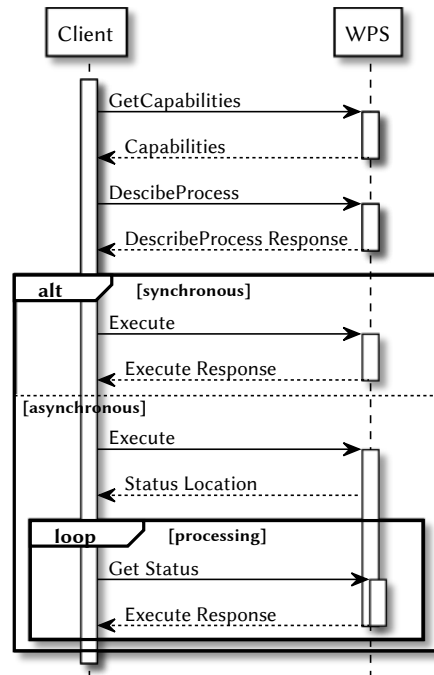 Client WPS
GetCapabilities
Capabilities
DescibeProcess
DescribeProcess Response
alt [synchronous]
Execute
Execute Response
[asynchronous]
Execute
Status Location
loop [processing]
Get Status
Execute Response